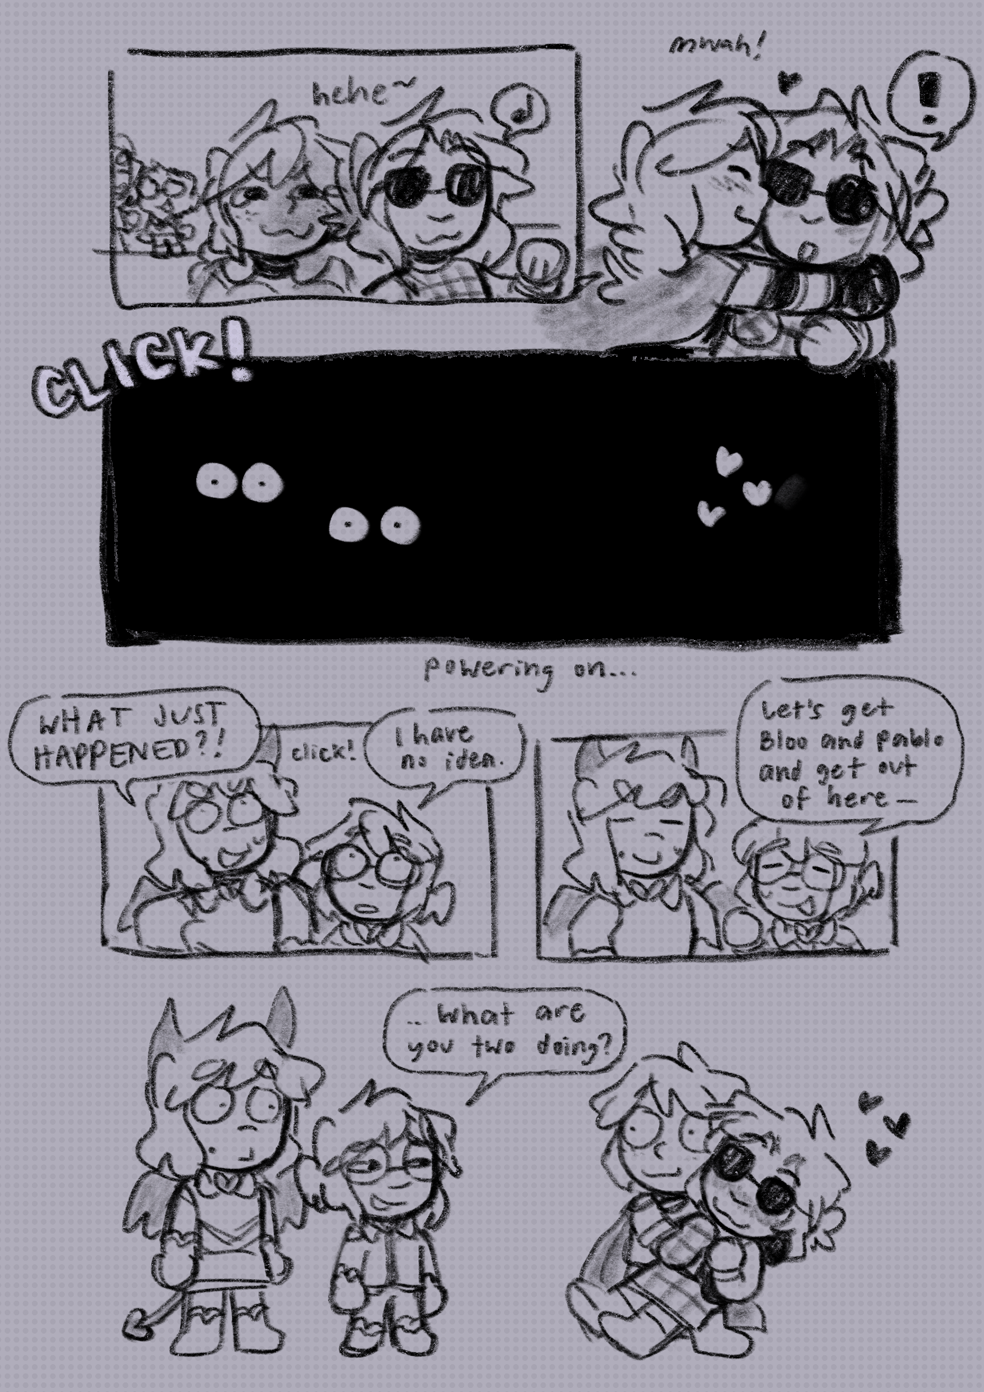 hehe~
mwah!
!
CLICK!
powering on...
WHAT JUST
HAPPENED?!
click!
I have
no idea.
Let's get
Bloo and Pablo
and get out
of here—
.. What are
you two doing?